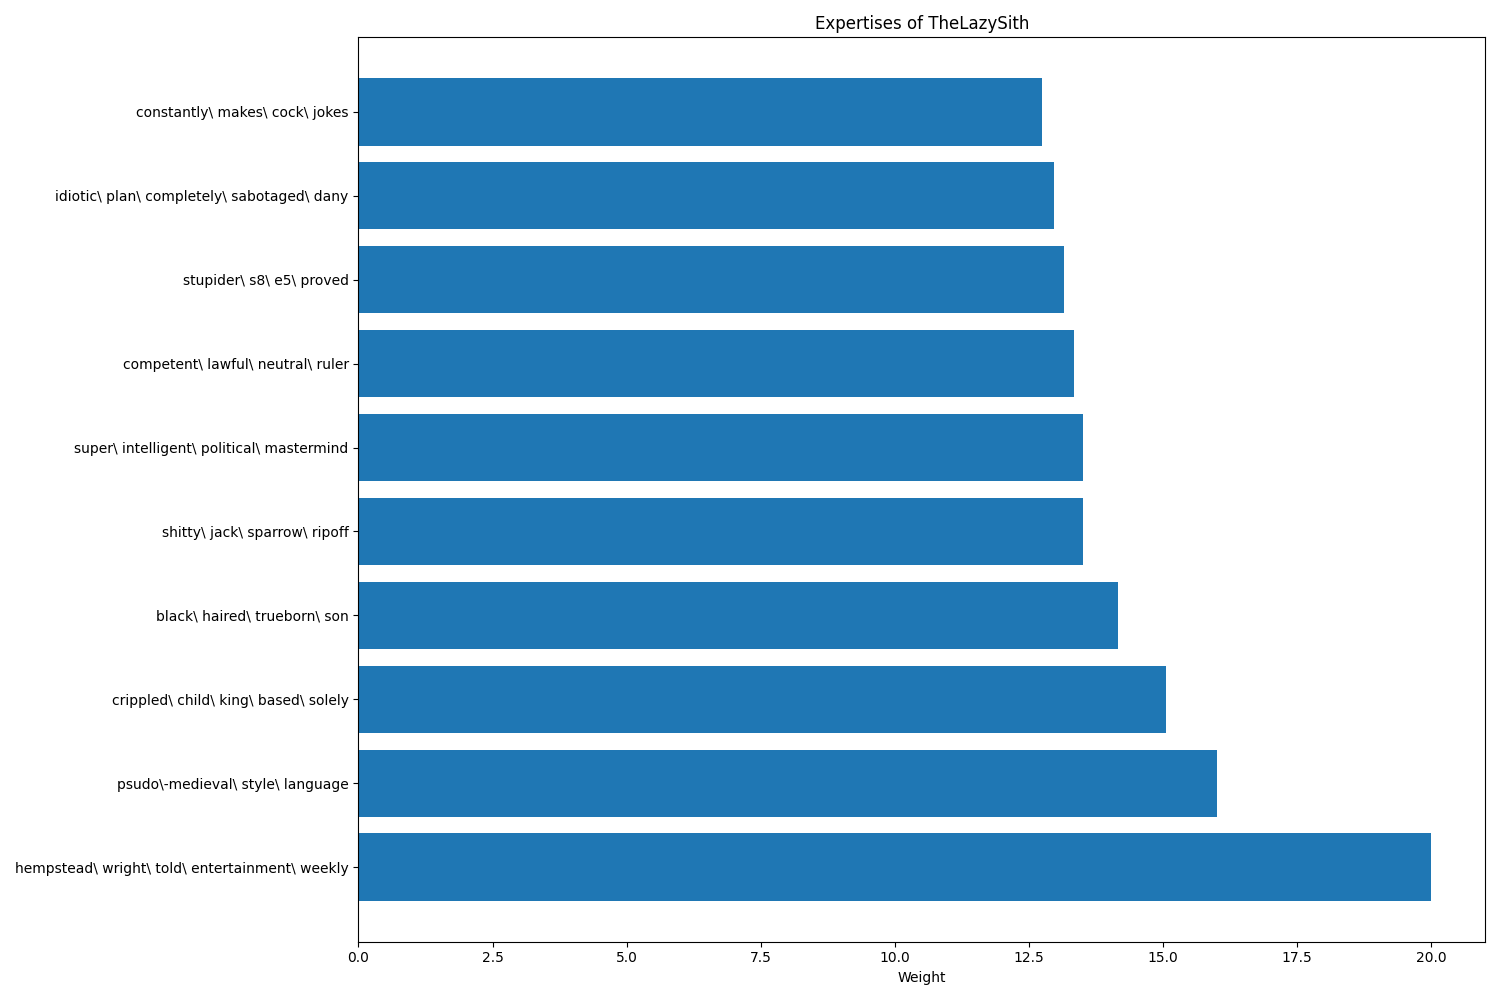 Expertises of TheLazySith
constantly\ makes\ cock\ jokes
idiotic\ plan\ completely\ sabotaged\ dany
stupider\ s8\ e5\ proved
competent\ lawful\ neutral\ ruler
super\ intelligent\ political\ mastermind
shitty\ jack\ sparrow\ ripoff
black\ haired\ trueborn\ son
crippled\ child\ king\ based\ solely
psudo\-medieval\ style\ language
hempstead\ wright\ told\ entertainment\ weekly
0.0 2.5 5.0 7.5 10.0 12.5 15.0 17.5 20.0
Weight